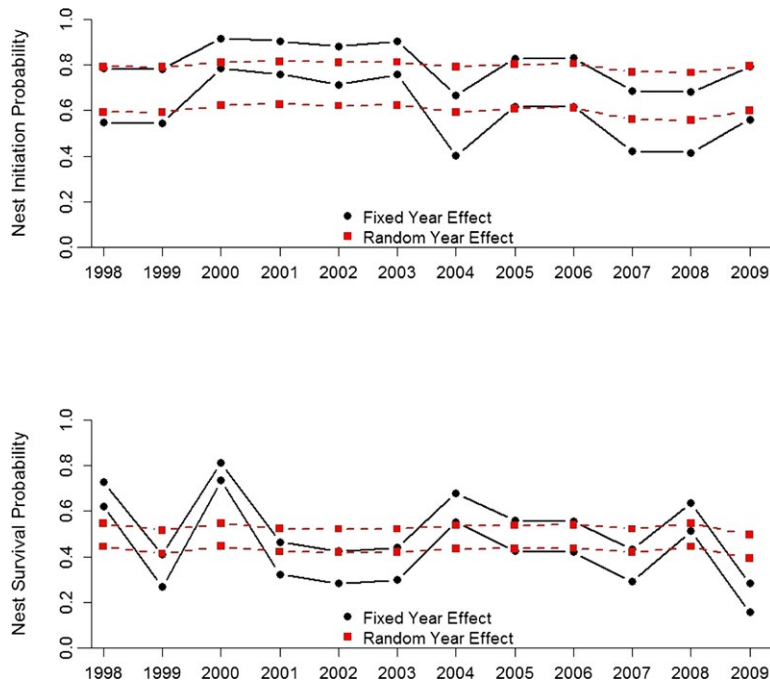 Nest Initiation Probability
1.0
0.8
0.6
0.4
0.0
Fixed Year Effect
Random Year Effect
1998 1999 2000 2001 2002 2003 2004 2005 2006 2007 2008 2009
Nest Survival Probability
1.0
0.8
0.6
0.4
0.2
0.0
Fixed Year Effect
Random Year Effect
1998 1999 2000 2001 2002 2003 2004 2005 2006 2007 2008 2009